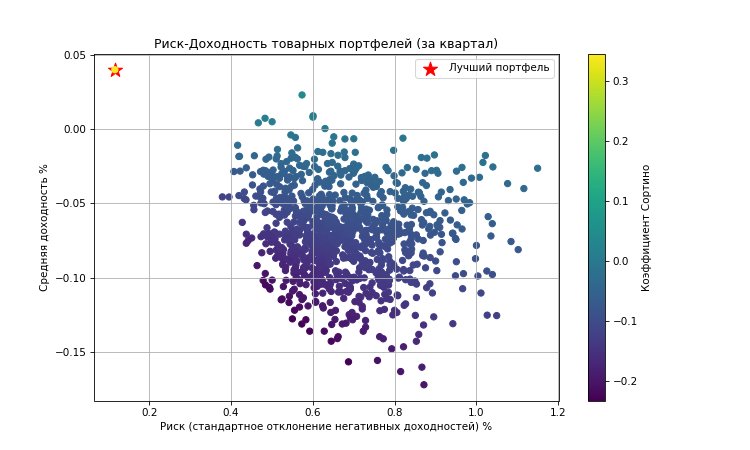 Риск-Доходность товарных портфелей (за квартал)
Лучший портфель
Средняя доходность %
0.05
0.00
−0.05
−0.10
−0.15
0.2 0.4 0.6 0.8 1.0 1.2
Риск (стандартное отклонение негативных доходностей) %
0.3
0.2
0.1
0.0
−0.1
−0.2
Коэффициент Сортино